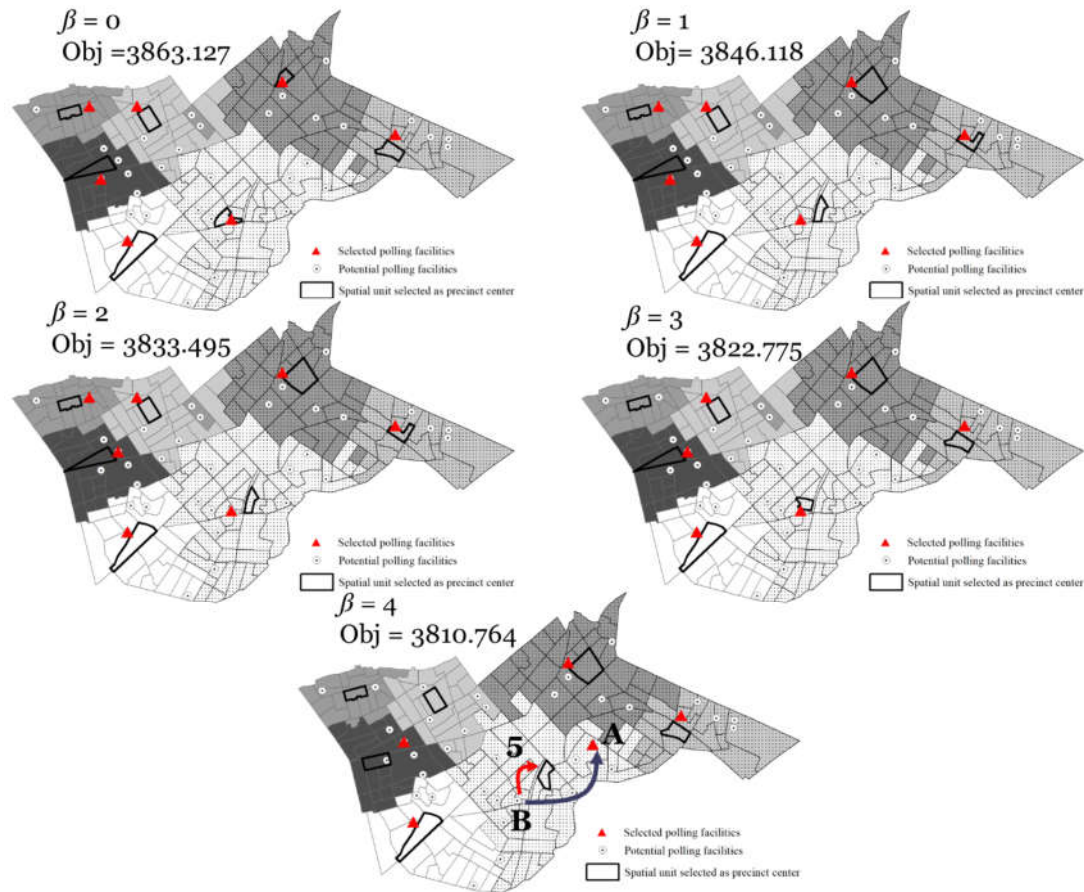 β = 0
Obj =3863.127
Selected polling facilities
Potential polling facilities
Spatial unit selected as precinct center
β = 1
Obj= 3846.118
Selected polling facilities
Potential polling facilities
Spatial unit selected as precinct center
β = 2
Obj = 3833.495
Selected polling facilities
Potential polling facilities
Spatial unit selected as precinct center
β = 3
Obj = 3822.775
Selected polling facilities
Potential polling facilities
Spatial unit selected as precinct center
β = 4
Obj = 3810.764
A
5
B
Selected polling facilities
Potential polling facilities
Spatial unit selected as precinct center